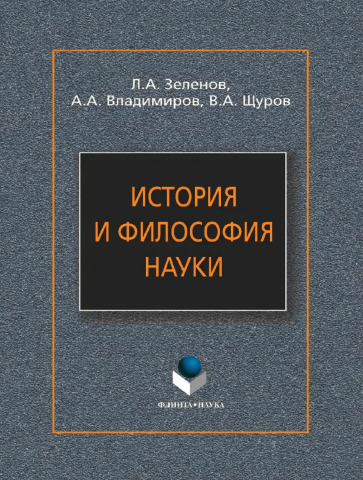 Л.А. Зеленов,
А.А. Владимиров, В.А. Щуров
ИСТОРИЯ
И ФИЛОСОФИЯ
НАУКИ
ФЛИНТА • НАУКА